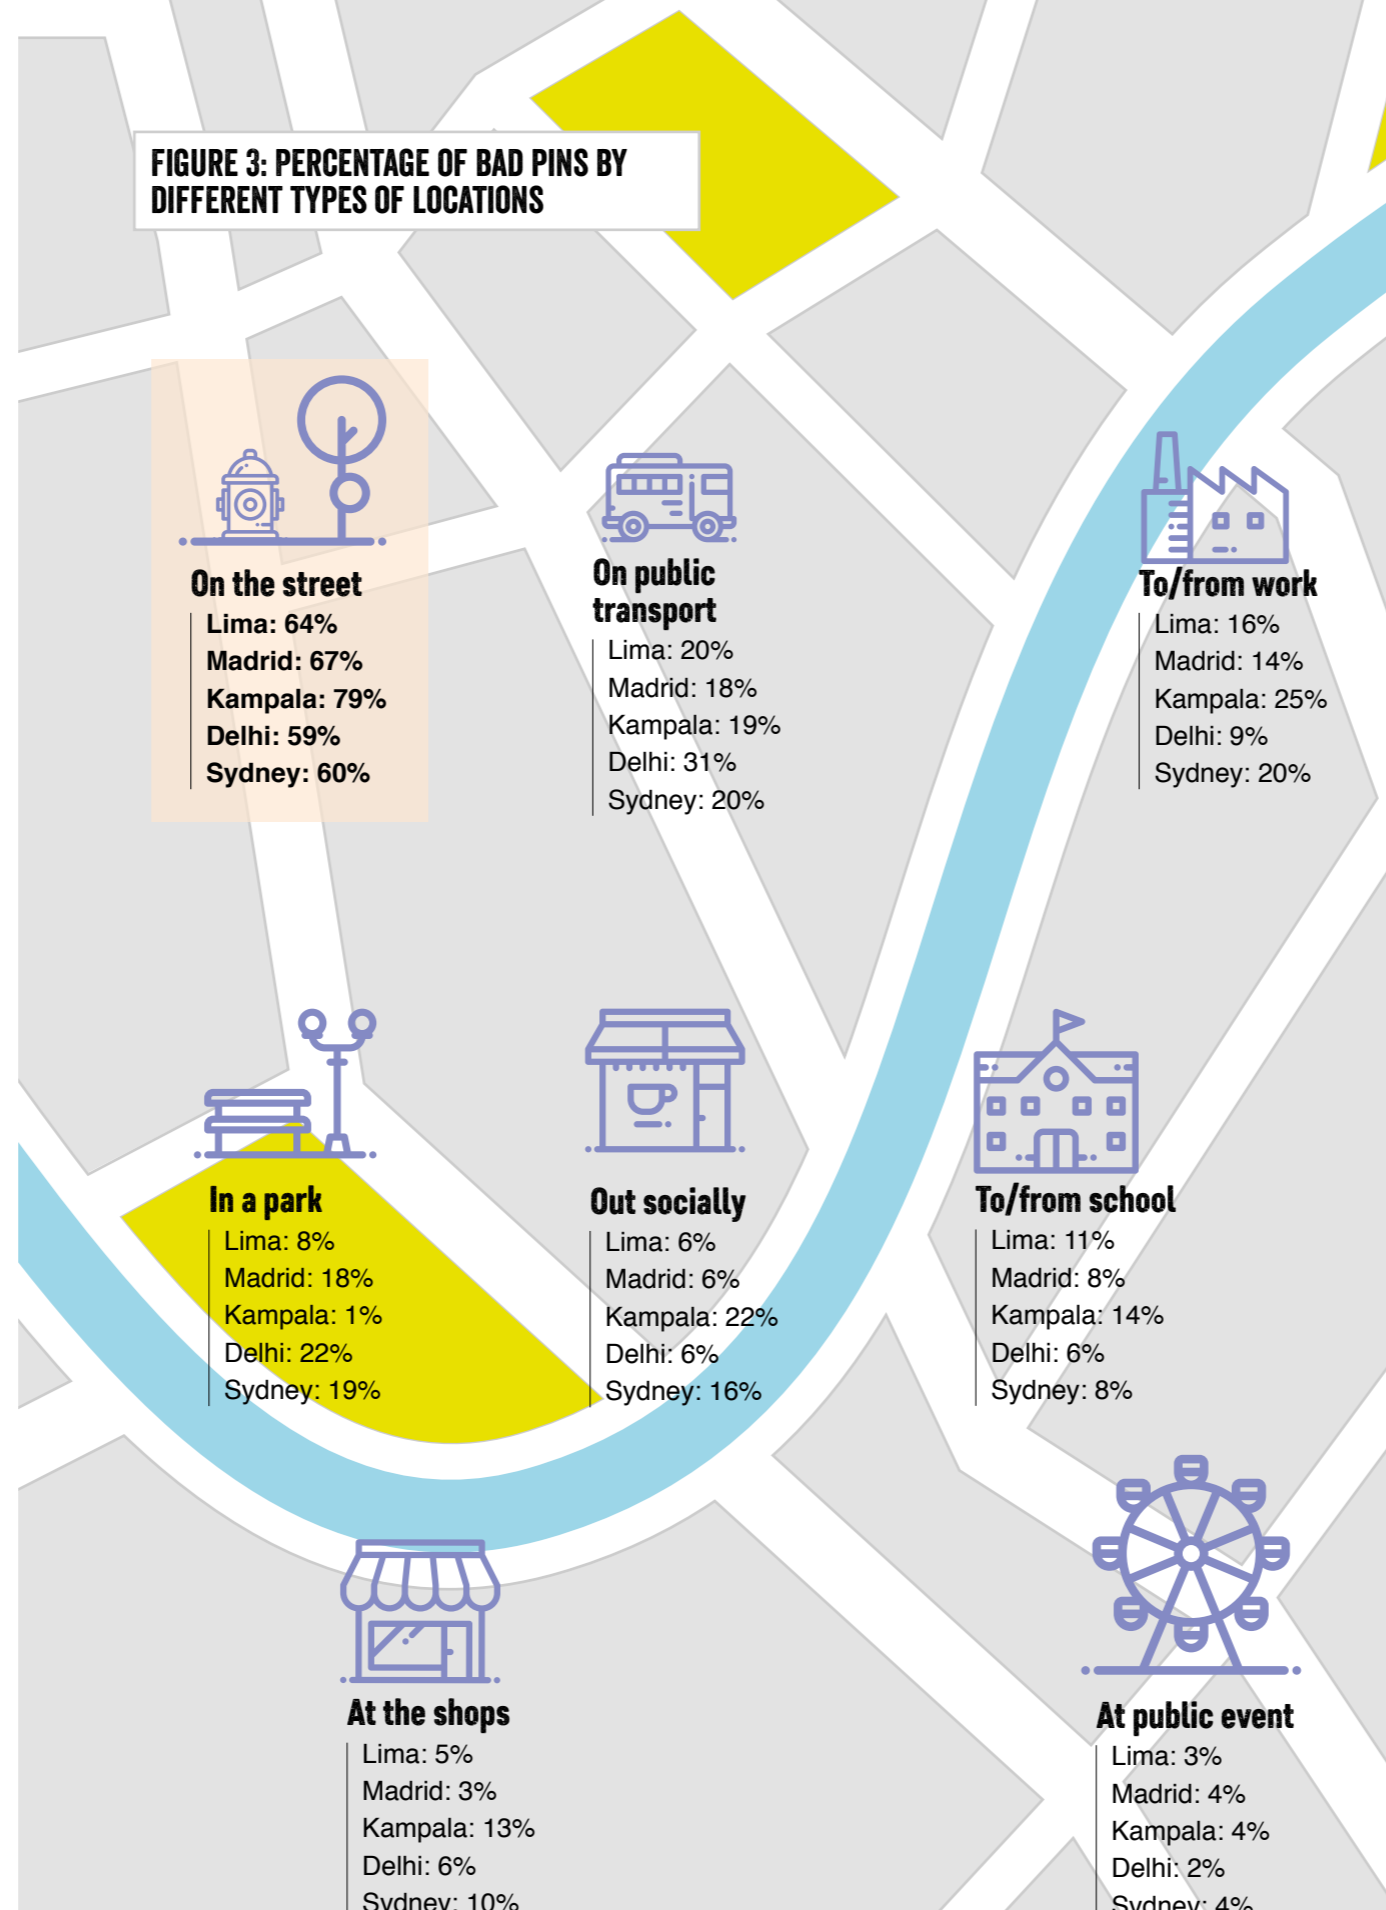 FIGURE 3: PERCENTAGE OF BAD PINS BY
DIFFERENT TYPES OF LOCATIONS
On the street
Lima: 64%
Madrid: 67%
Kampala: 79%
Delhi: 59%
Sydney: 60%
On public
transport
Lima: 20%
Madrid: 18%
Kampala: 19%
Delhi: 31%
Sydney: 20%
To/from work
Lima: 16%
Madrid: 14%
Kampala: 25%
Delhi: 9%
Sydney: 20%
In a park
Lima: 8%
Madrid: 18%
Kampala: 1%
Delhi: 22%
Sydney: 19%
Out socially
Lima: 6%
Madrid: 6%
Kampala: 22%
Delhi: 6%
Sydney: 16%
To/from school
Lima: 11%
Madrid: 8%
Kampala: 14%
Delhi: 6%
Sydney: 8%
At the shops
Lima: 5%
Madrid: 3%
Kampala: 13%
Delhi: 6%
Sydney: 10%
At public event
Lima: 3%
Madrid: 4%
Kampala: 4%
Delhi: 2%
Sydney: 4%